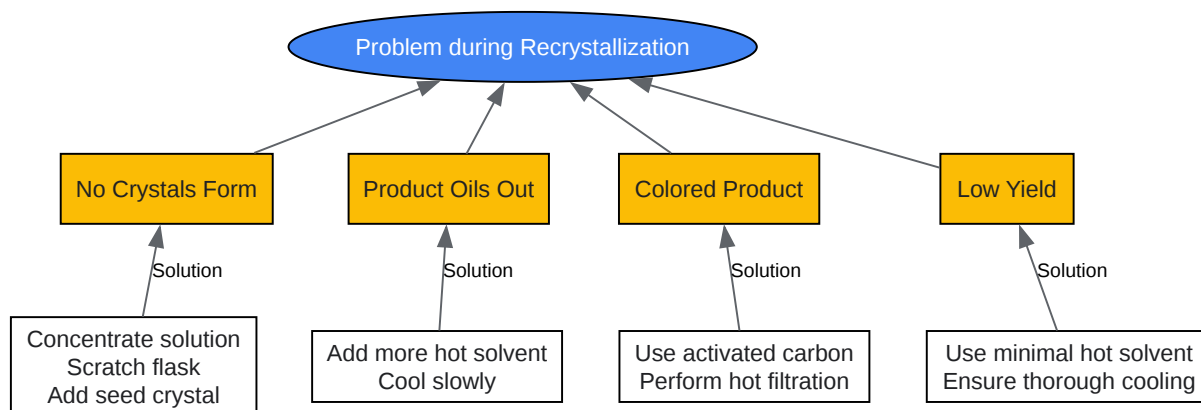 Problem during Recrystallization
No Crystals Form
Product Oils Out
Colored Product
Low Yield
Solution
Solution
Solution
Solution
Concentrate solution
Scratch flask
Add seed crystal
Add more hot solvent
Cool slowly
Use activated carbon
Perform hot filtration
Use minimal hot solvent
Ensure thorough cooling